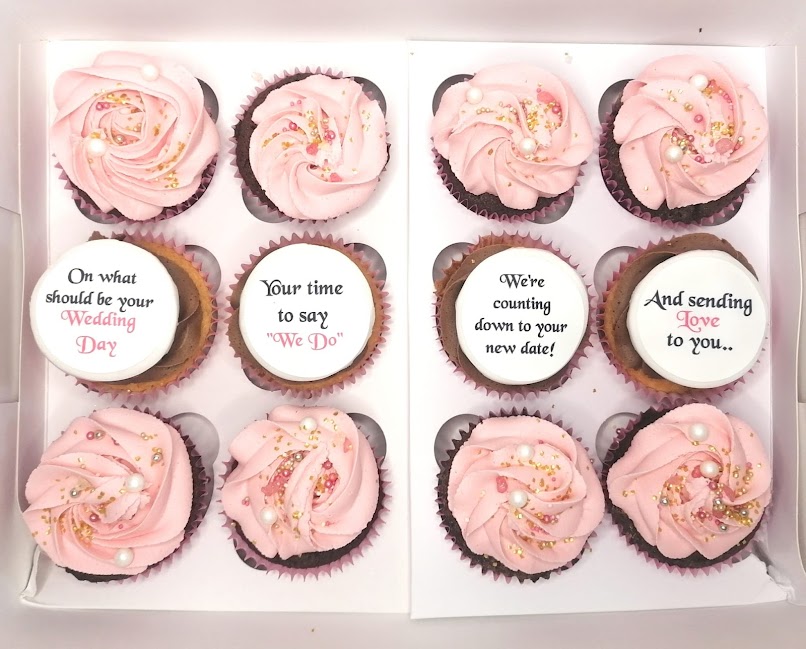 On what
should be your
Wedding
Day
Your time
to say
"We Do"
We're
counting
down to your
new date!
And sending
Love
to you..